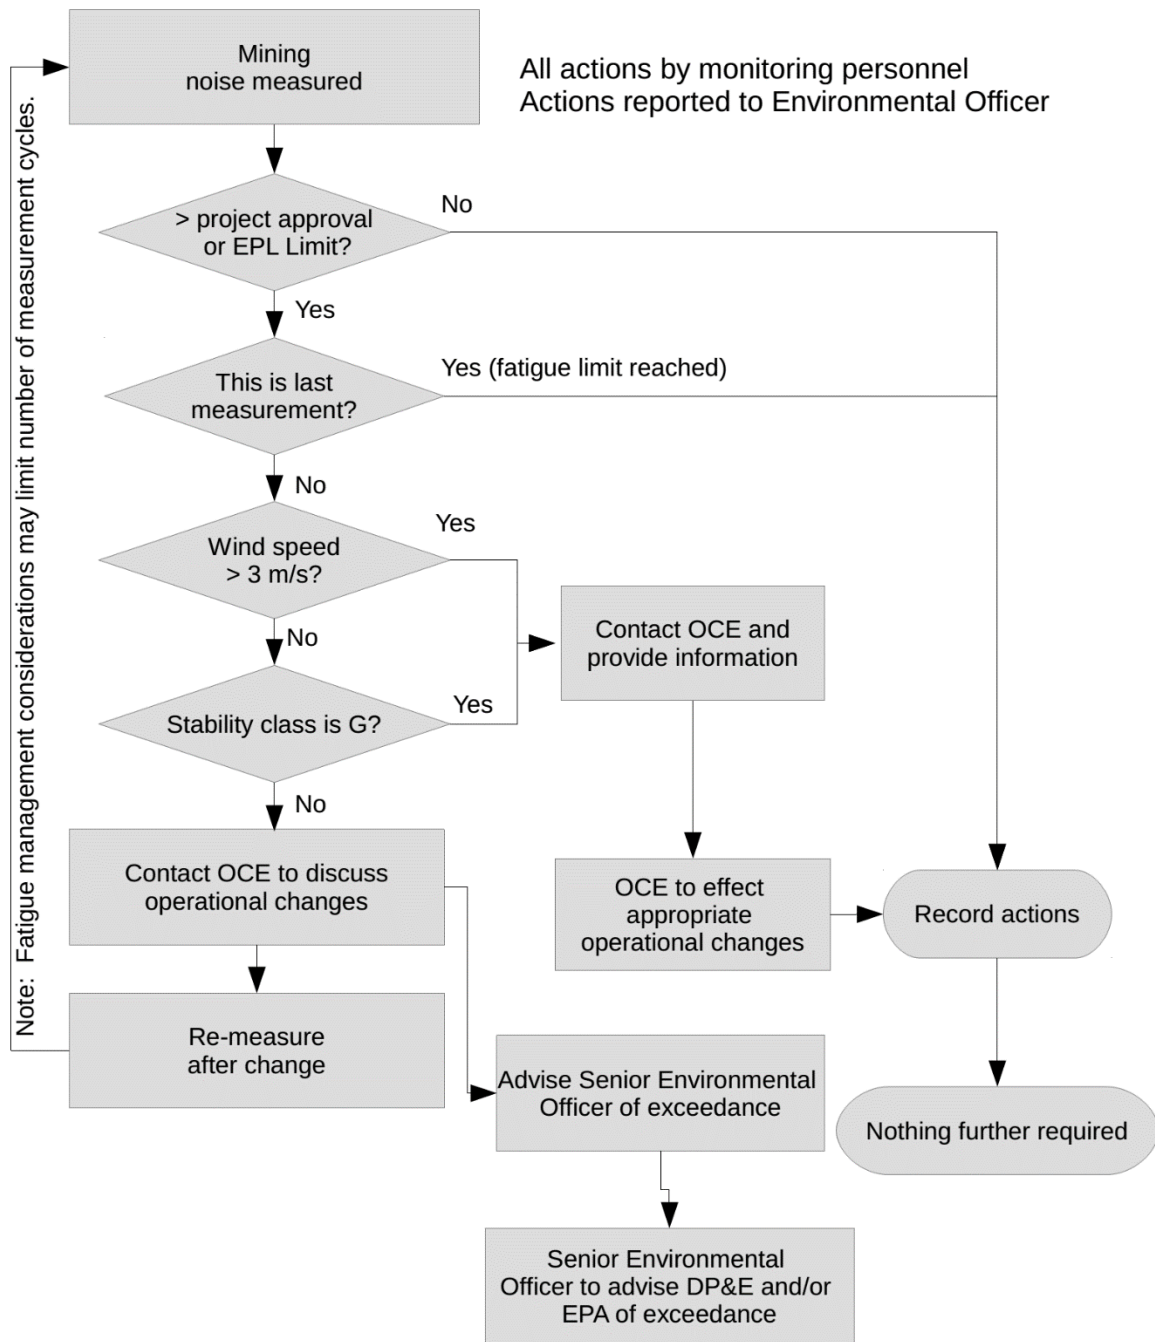 Mining
noise measured
All actions by monitoring personnel
Actions reported to Environmental Officer
Note:  Fatigue management considerations may limit number of measurement cycles.
> project approval
or EPL Limit?
No
Yes
This is last
measurement?
Yes (fatigue limit reached)
No
Wind speed
> 3 m/s?
Yes
No
Contact OCE and
provide information
Stability class is G?
Yes
No
Contact OCE to discuss
operational changes
OCE to effect
appropriate
operational changes
Record actions
Re-measure
after change
Advise Senior Environmental
Officer of exceedance
Nothing further required
Senior Environmental
Officer to advise DP&E and/or
EPA of exceedance